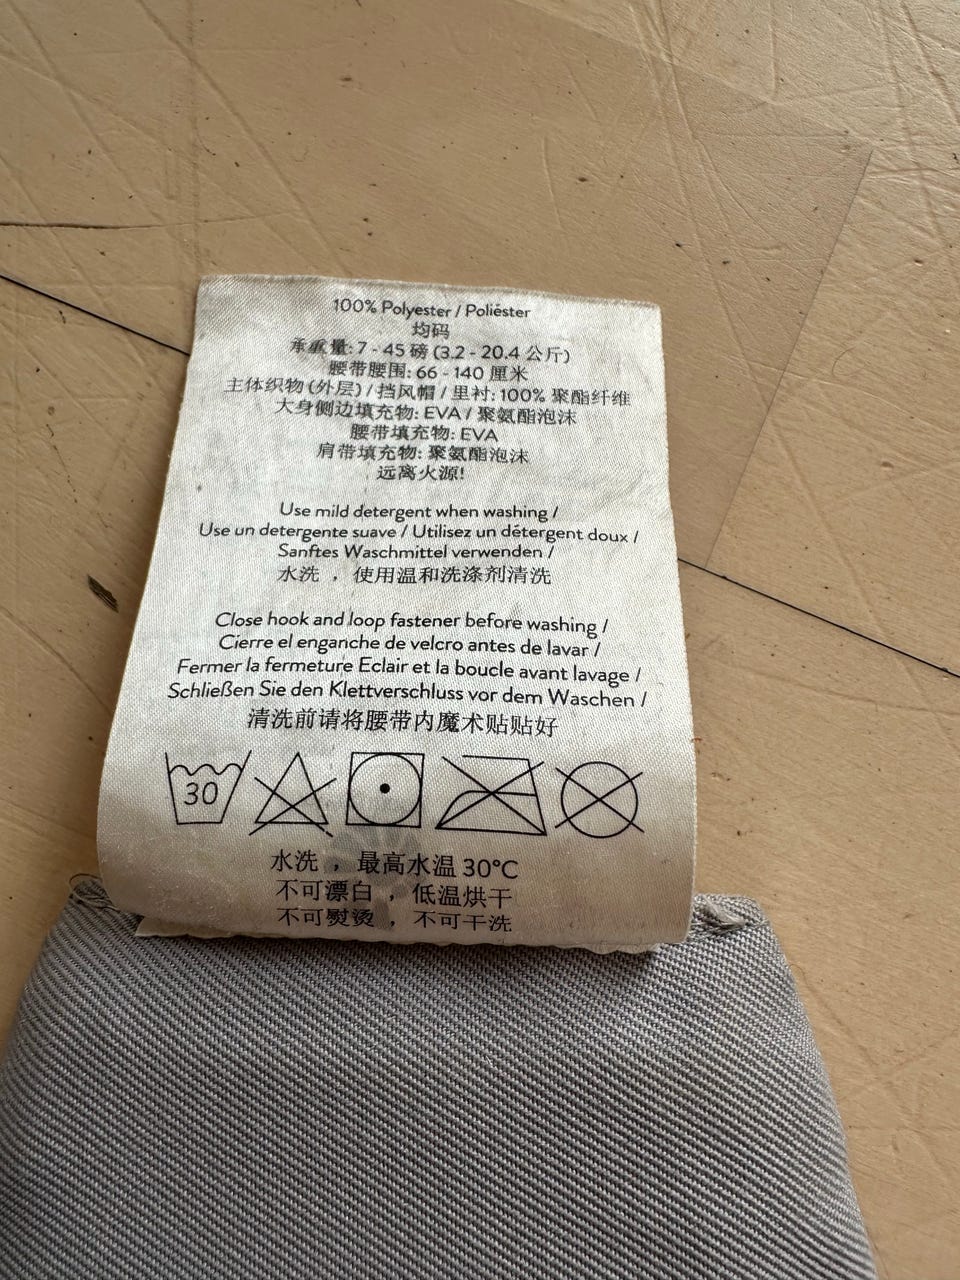 100% Polyester / Poliéster
均码
承重量: 7 - 45 磅 (3.2 - 20.4 公斤)
腰带腰围: 66 - 140 厘米
主体织物 (外层) / 挡风帽 / 里衬: 100% 聚酯纤维
大身侧边填充物: EVA / 聚氨酯泡沫
腰带填充物: EVA
肩带填充物: 聚氨酯泡沫
远离火源!
Use mild detergent when washing /
Use un detergente suave / Utilisez un détergent doux /
Sanftes Waschmittel verwenden /
水洗 ，使用温和洗涤剂清洗
Close hook and loop fastener before washing /
Cierre el enganche de velcro antes de lavar /
Fermer la fermeture Eclair et la boucle avant lavage /
Schließen Sie den Klettverschluss vor dem Waschen /
清洗前请将腰带内魔术贴贴好
30
水洗 ，最高水温 30°C
不可漂白 ，低温烘干
不可熨烫 ，不可干洗